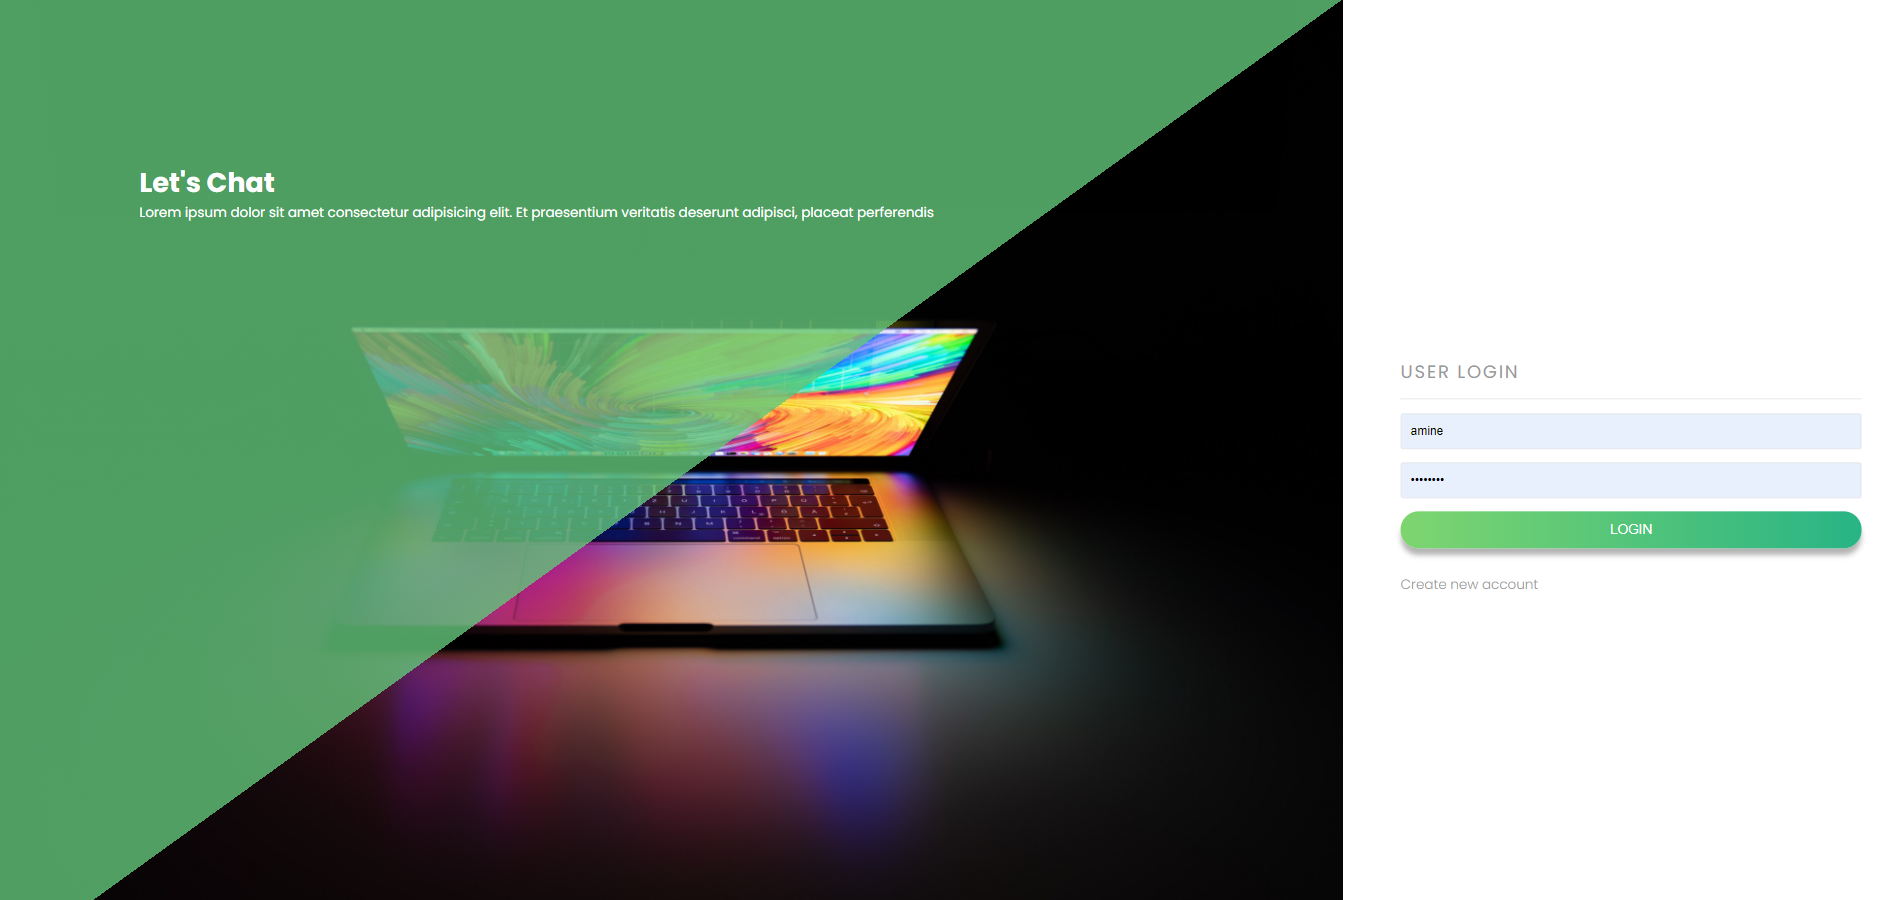 Let's Chat
Lorem ipsum dolor sit amet consectetur adipisicing elit. Et praesentium veritatis deserunt adipisci, placeat perferendis
USER LOGIN
amine
••••••••
LOGIN
Create new account